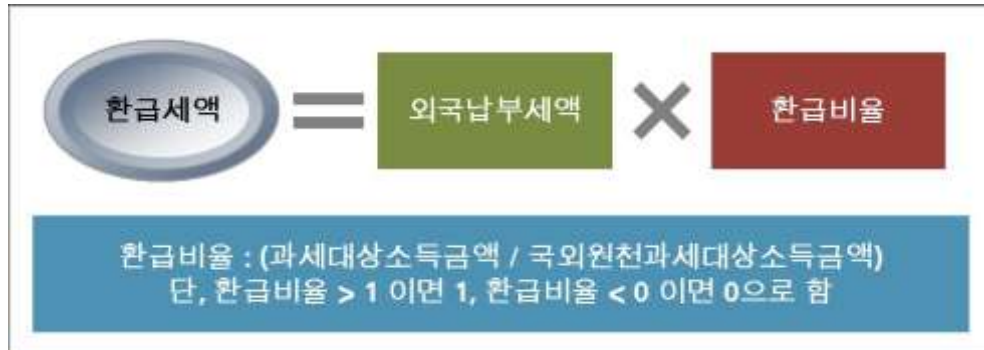 환급세액 = 외국납부세액 × 환급비율
환급비율 : (과세대상소득금액 / 국외원천과세대상소득금액)
단, 환급비율 > 1 이면 1, 환급비율 < 0 이면 0으로 함